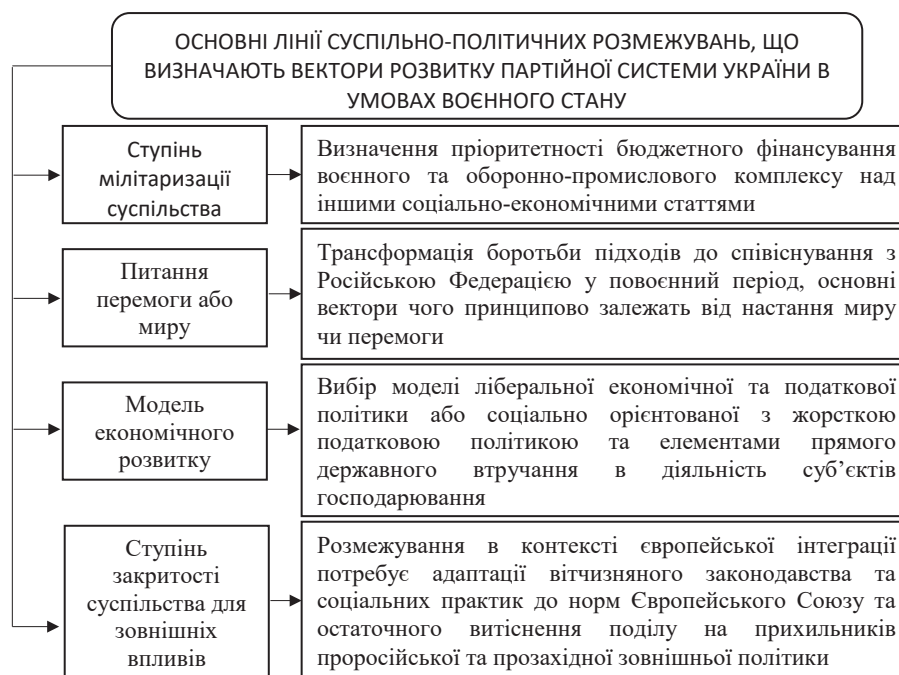 ОСНОВНІ ЛІНІЇ СУСПІЛЬНО-ПОЛІТИЧНИХ РОЗМЕЖУВАНЬ, ЩО
ВИЗНАЧАЮТЬ ВЕКТОРИ РОЗВИТКУ ПАРТІЙНОЇ СИСТЕМИ УКРАЇНИ В
УМОВАХ ВОЄННОГО СТАНУ
Ступінь
мілітаризації
суспільства
Визначення пріоритетності бюджетного фінансування
воєнного та оборонно-промислового комплексу над
іншими соціально-економічними статтями
Питання
перемоги або
миру
Трансформація боротьби підходів до співіснування з
Російською Федерацією у повоєнний період, основні
вектори чого принципово залежать від настання миру
чи перемоги
Модель
економічного
розвитку
Вибір моделі ліберальної економічної та податкової
політики або соціально орієнтованої з жорсткою
податковою політикою та елементами прямого
державного втручання в діяльність суб’єктів
господарювання
Ступінь
закритості
суспільства для
зовнішніх
впливів
Розмежування в контексті європейської інтеграції
потребує адаптації вітчизняного законодавства та
соціальних практик до норм Європейського Союзу та
остаточного витіснення поділу на прихильників
проросійської та прозахідної зовнішньої політики